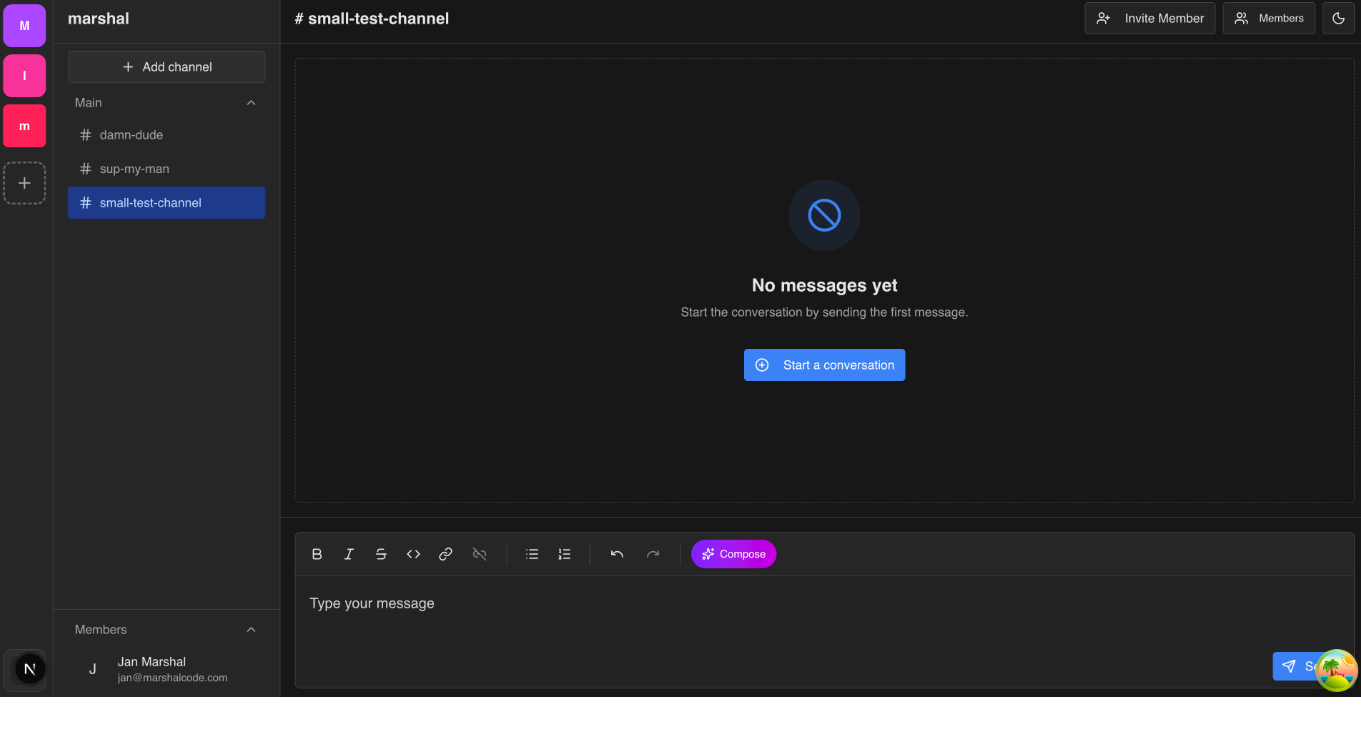 M
marshal
# small-test-channel
Invite Member
Members
I
+ Add channel
m
Main
# damn-dude
# sup-my-man
# small-test-channel
No messages yet
Start the conversation by sending the first message.
Start a conversation
Compose
Type your message
Members
J
Jan Marshal
jan@marshalcode.com
N